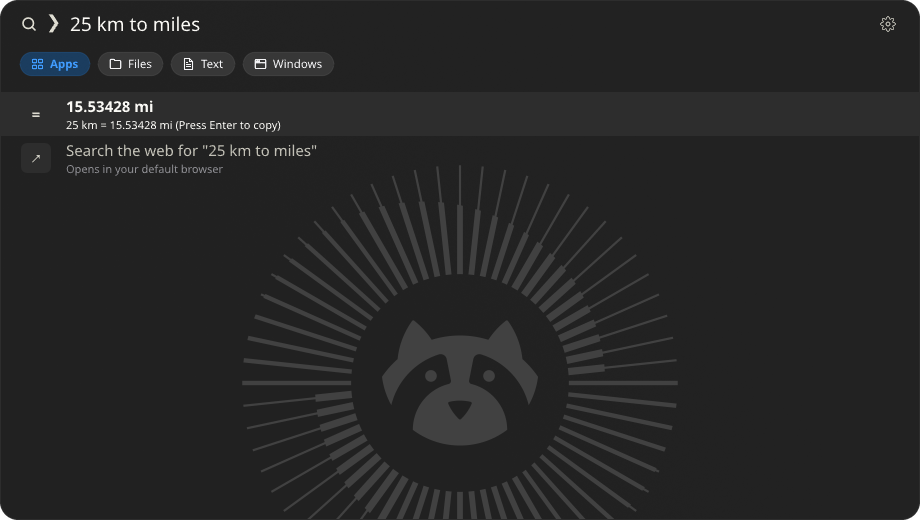 ❯ 25 km to miles
Apps Files Text Windows
= 15.53428 mi
25 km = 15.53428 mi (Press Enter to copy)
Search the web for "25 km to miles"
Opens in your default browser